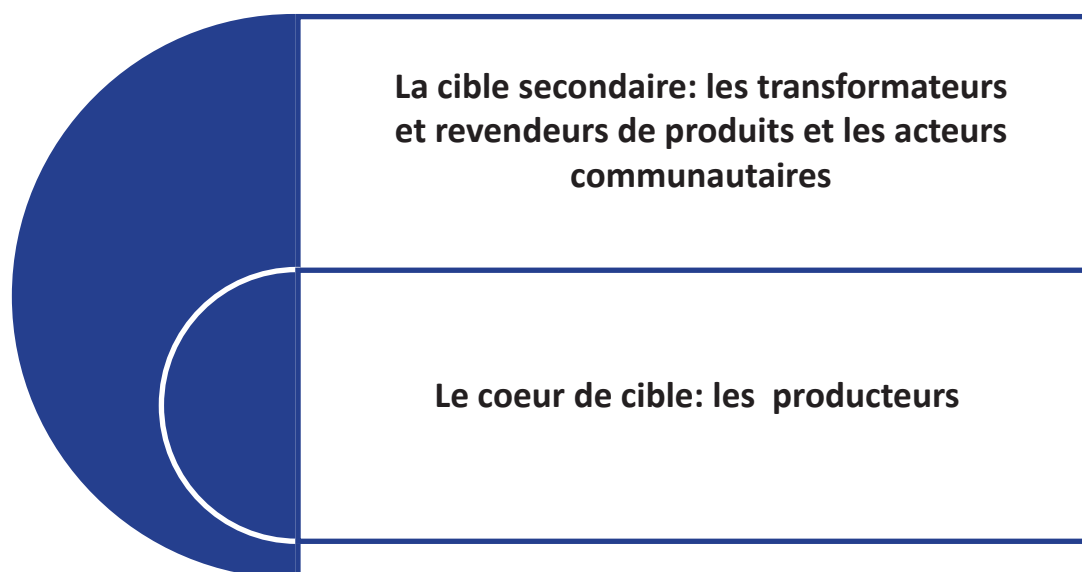 La cible secondaire: les transformateurs
et revendeurs de produits et les acteurs
communautaires
Le coeur de cible: les  producteurs